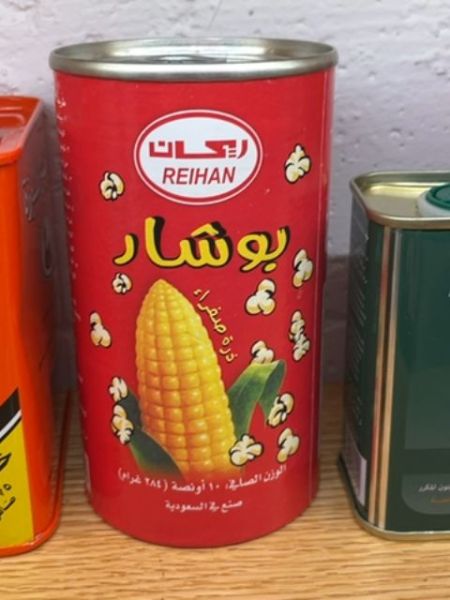 ريحان
REIHAN
بوشار
ذرة صفراء
الوزن الصافي: ١٠ أونصة (٢٨٤ غرام)
صنع في السعودية